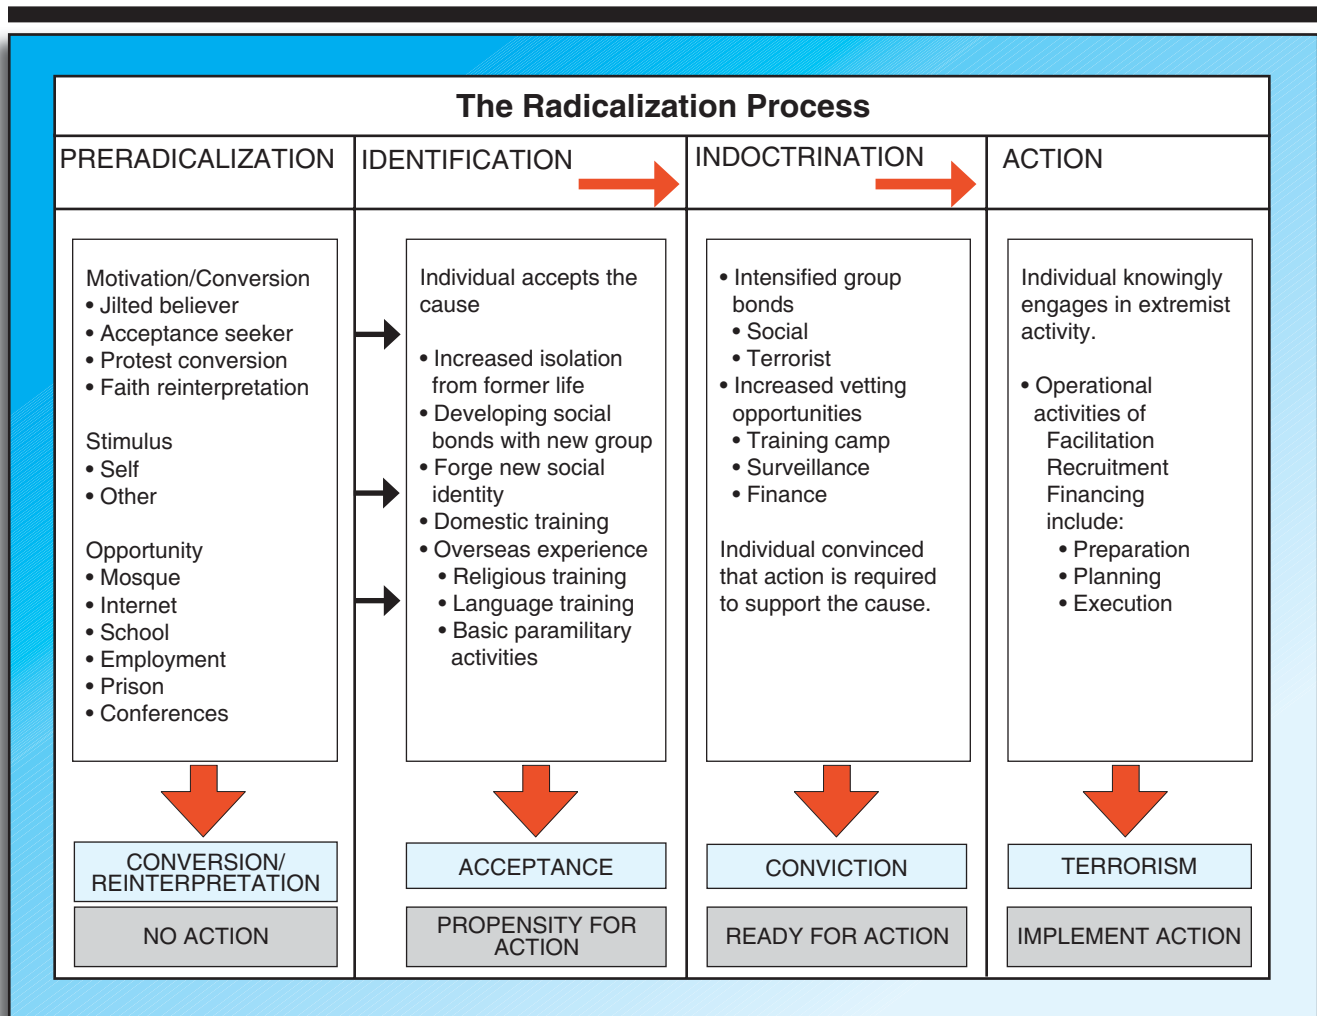 The Radicalization Process
PRERADICALIZATION
IDENTIFICATION
INDOCTRINATION
ACTION
Motivation/Conversion
• Jilted believer
• Acceptance seeker
• Protest conversion
• Faith reinterpretation
Stimulus
• Self
• Other
Opportunity
• Mosque
• Internet
• School
• Employment
• Prison
• Conferences
CONVERSION/
REINTERPRETATION
NO ACTION
Individual accepts the
cause
• Increased isolation
from former life
• Developing social
bonds with new group
• Forge new social
identity
• Domestic training
• Overseas experience
• Religious training
• Language training
• Basic paramilitary
activities
ACCEPTANCE
PROPENSITY FOR
ACTION
• Intensified group
bonds
• Social
• Terrorist
• Increased vetting
opportunities
• Training camp
• Surveillance
• Finance
Individual convinced
that action is required
to support the cause.
CONVICTION
READY FOR ACTION
Individual knowingly
engages in extremist
activity.
• Operational
activities of
Facilitation
Recruitment
Financing
include:
• Preparation
• Planning
• Execution
TERRORISM
IMPLEMENT ACTION